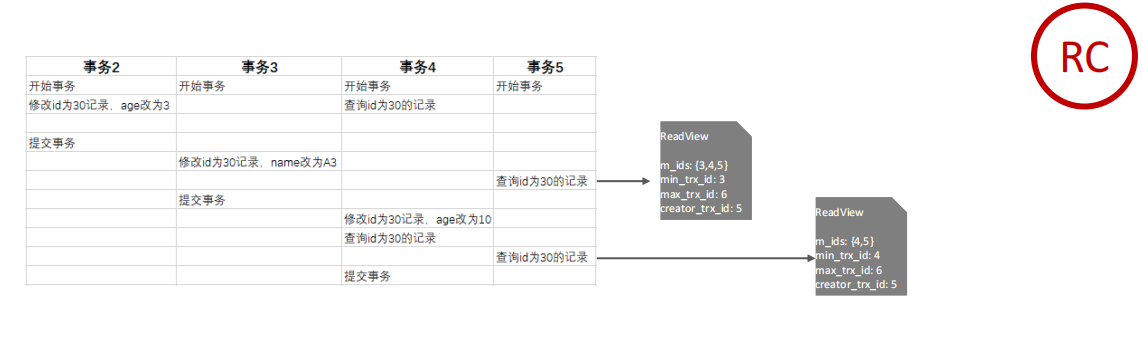 RC
事务2 事务3 事务4 事务5
开始事务 开始事务 开始事务 开始事务
修改id为30记录，age改为3 查询id为30的记录
提交事务
修改id为30记录，name改为A3
查询id为30的记录
提交事务
修改id为30记录，age改为10
查询id为30的记录
查询id为30的记录
提交事务
ReadView
m_ids: {3,4,5}
min_trx_id: 3
max_trx_id: 6
creator_trx_id: 5
ReadView
m_ids: {4,5}
min_trx_id: 4
max_trx_id: 6
creator_trx_id: 5